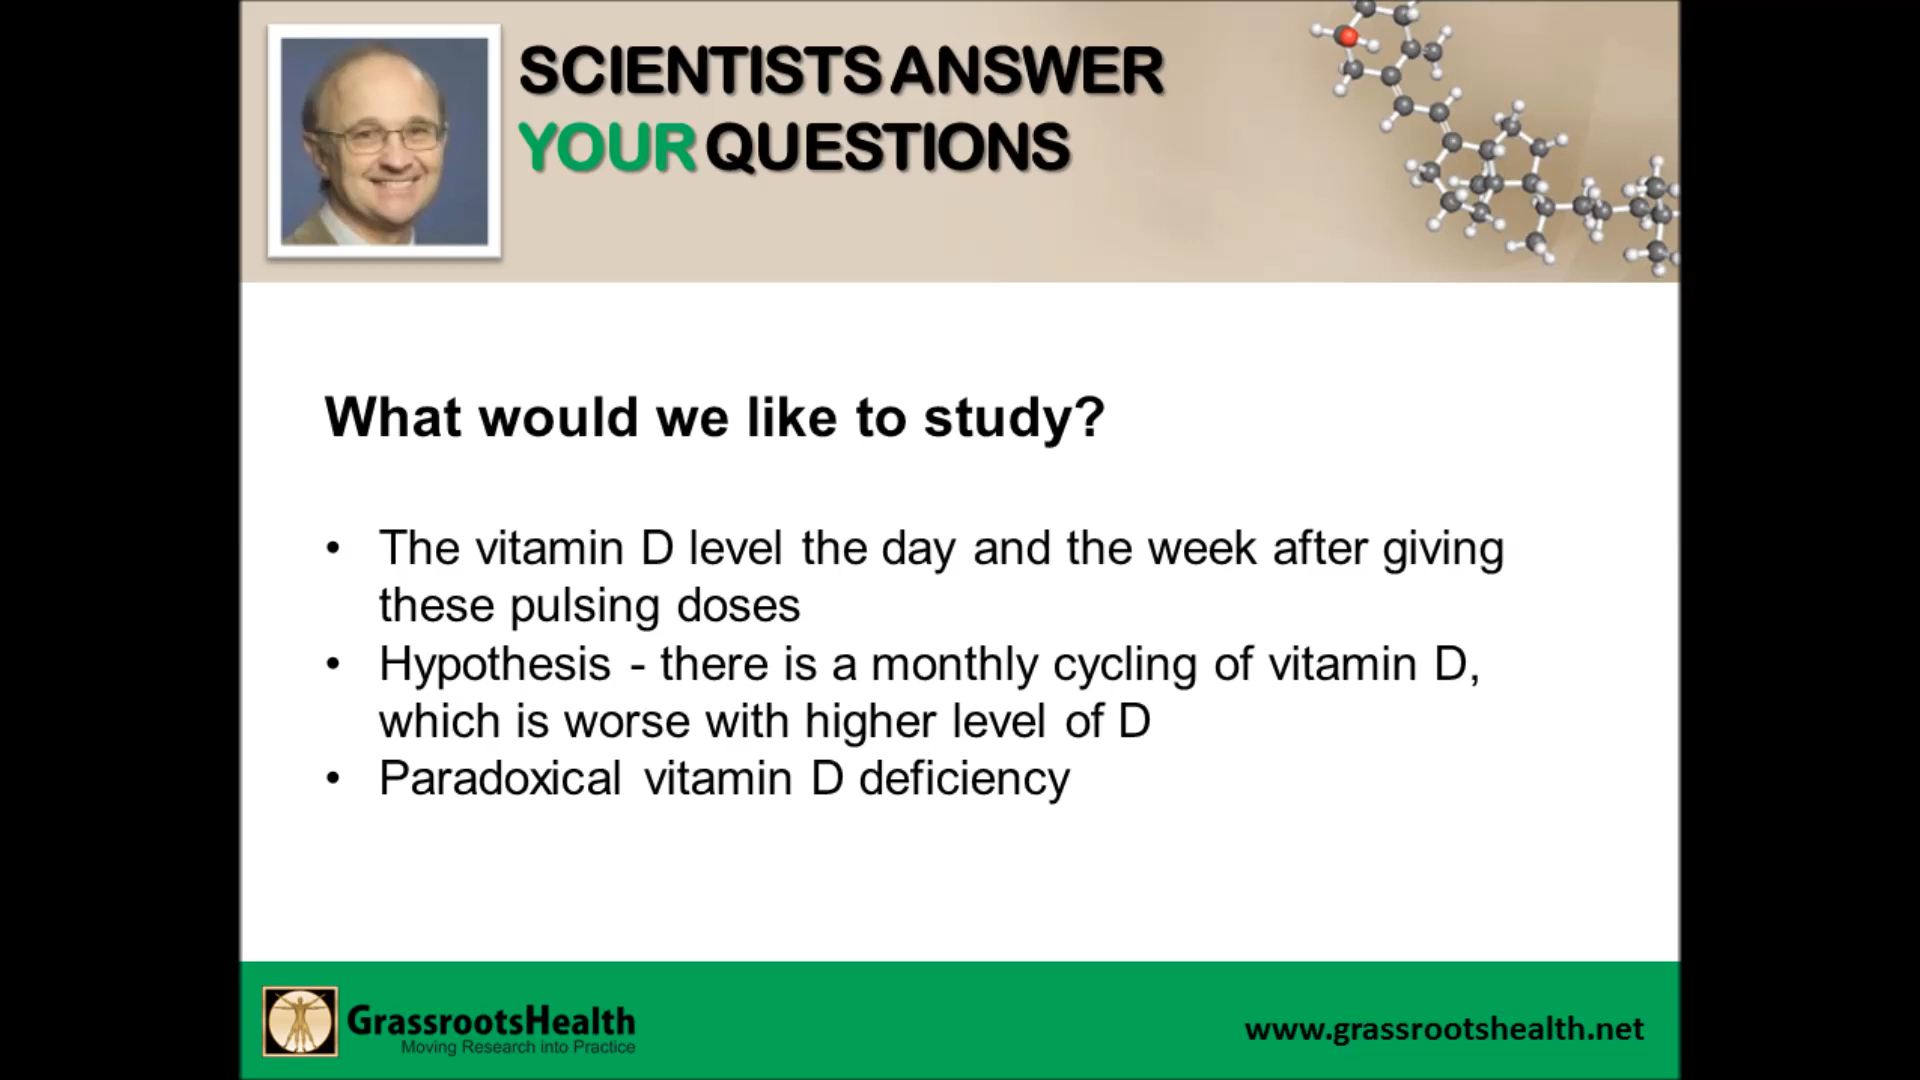 SCIENTISTS ANSWER
YOUR QUESTIONS
What would we like to study?
• The vitamin D level the day and the week after giving
these pulsing doses
• Hypothesis - there is a monthly cycling of vitamin D,
which is worse with higher level of D
• Paradoxical vitamin D deficiency
GrassrootsHealth
Moving Research into Practice
www.grassrootshealth.net